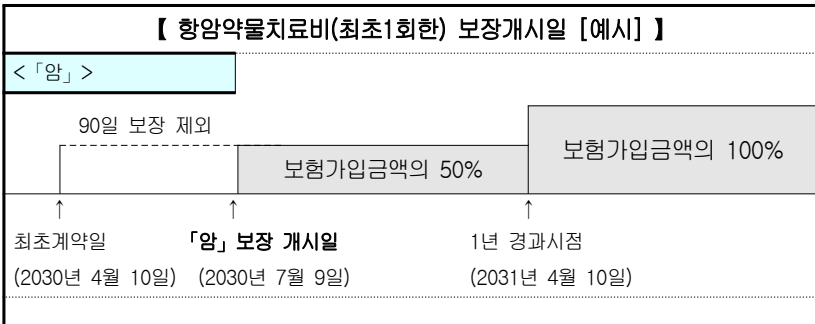 【 항암약물치료비(최초1회한) 보장개시일 [예시] 】
<「암」>
90일 보장 제외
보험가입금액의 50%
보험가입금액의 100%
↑ ↑ ↑
최초계약일 「암」 보장 개시일 1년 경과시점
(2030년 4월 10일) (2030년 7월 9일) (2031년 4월 10일)